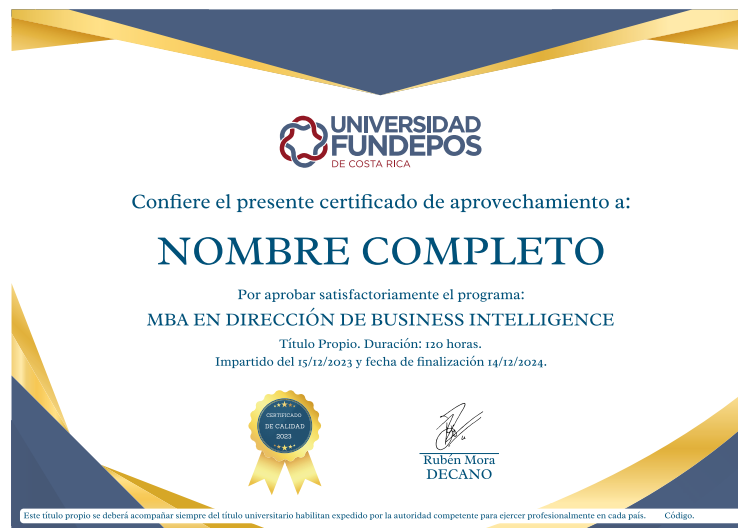 UNIVERSIDAD
FUNDEPOS
DE COSTA RICA
Confiere el presente certificado de aprovechamiento a:
NOMBRE COMPLETO
Por aprobar satisfactoriamente el programa:
MBA EN DIRECCIÓN DE BUSINESS INTELLIGENCE
Título Propio. Duración: 120 horas.
Impartido del 15/12/2023 y fecha de finalización 14/12/2024.
CERTIFICADO
DE CALIDAD
2023
Rubén Mora
DECANO
Este título propio se deberá acompañar siempre del título universitario habilitan expedido por la autoridad competente para ejercer profesionalmente en cada país. Código.